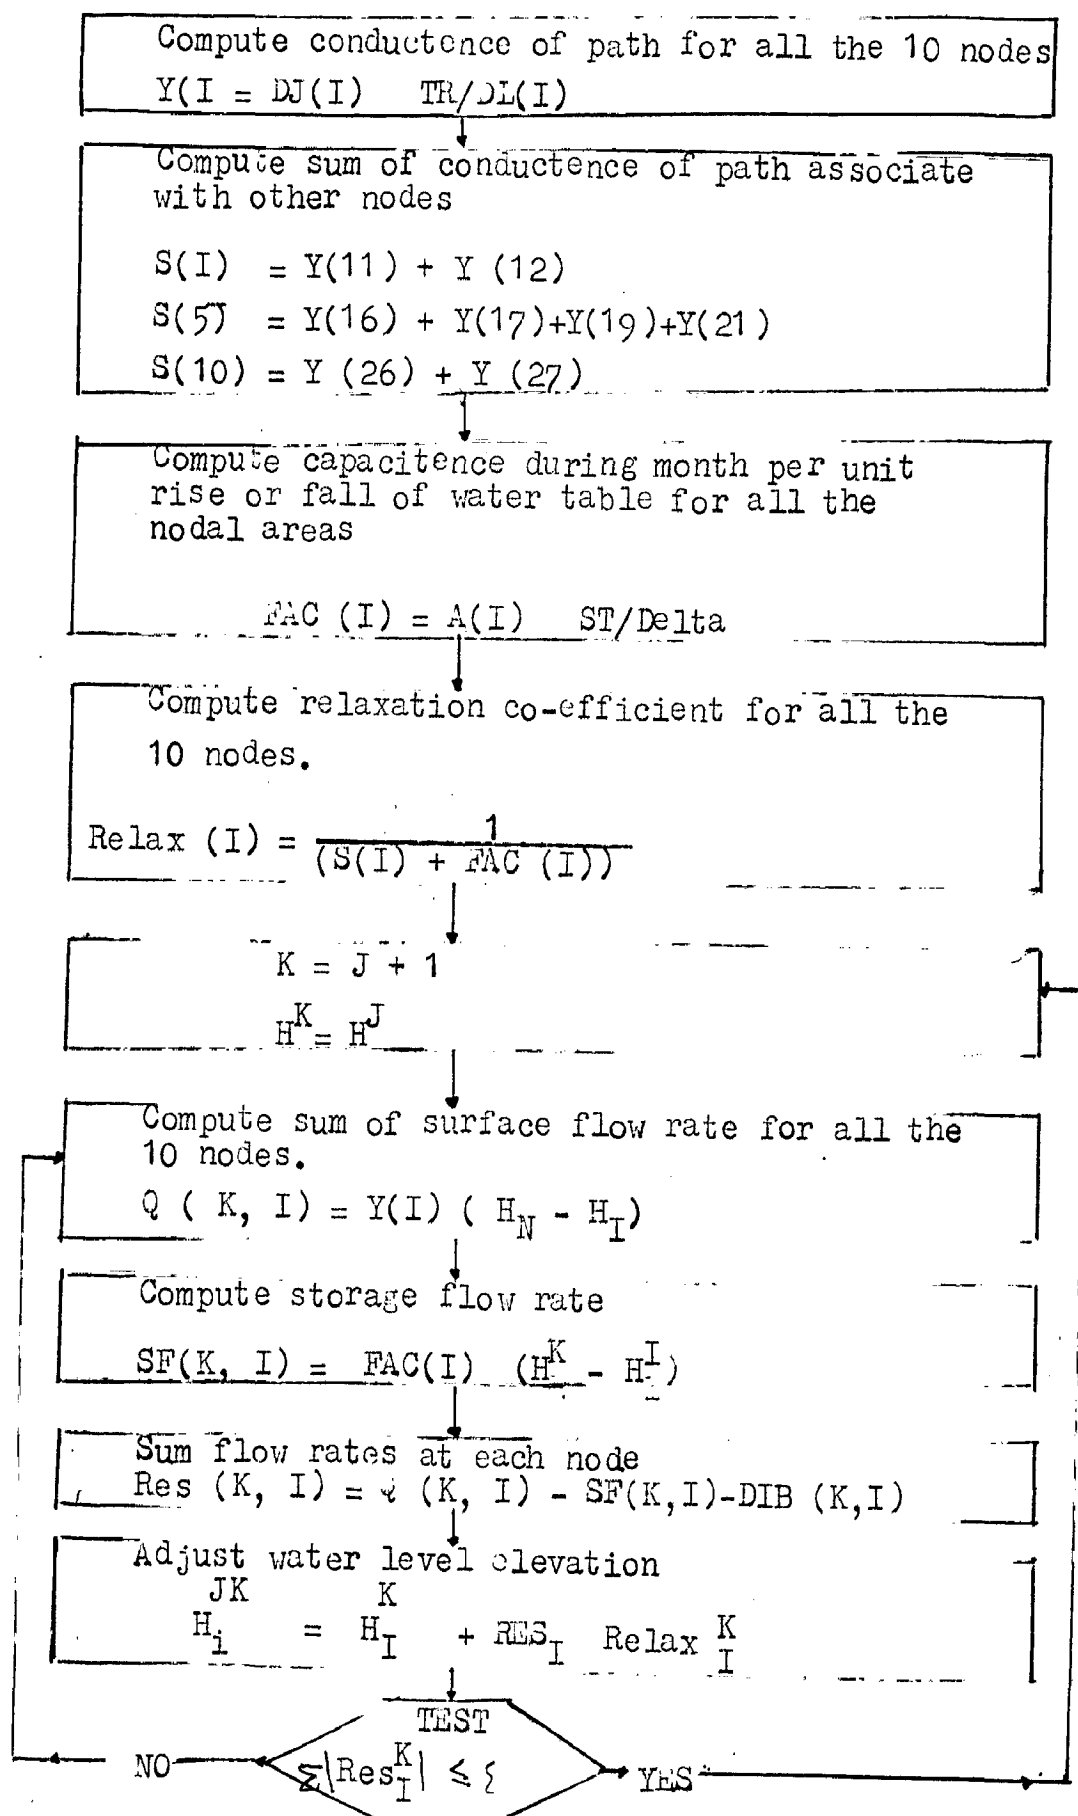 Compute conductence of path for all the 10 nodes
Y(I = DJ(I) TR/DL(I)
Compute sum of conductence of path associate
with other nodes
S(I) = Y(11) + Y (12)
S(5) = Y(16) + Y(17)+Y(19)+Y(21)
S(10) = Y (26) + Y (27)
Compute capacitence during month per unit
rise or fall of water table for all the
nodal areas
FAC (I) = A(I) ST/Delta
Compute relaxation co-efficient for all the
10 nodes.
Relax (I) = 1
(S(I) + FAC (I))
K = J + 1
H^K = H^J
Compute sum of surface flow rate for all the
10 nodes.
Q ( K, I) = Y(I) ( H_N - H_I)
Compute storage flow rate
SF(K, I) = FAC(I) (H^K - H^I)
Sum flow rates at each node
Res (K, I) = (K, I) - SF(K,I)-DIB (K,I)
Adjust water level elevation
JK K
H_i = H_I + RES_I Relax K I
TEST
NO Σ|Res^K_I| ≤ ξ YES